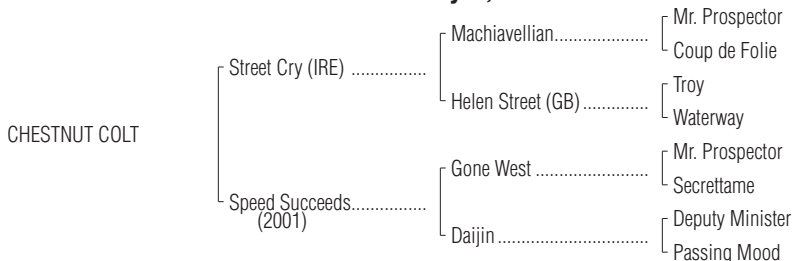 Mr. Prospector
Machiavellian....................
Coup de Folie
Street Cry (IRE) ................
Troy
Helen Street (GB)..............
Waterway
CHESTNUT COLT
Mr. Prospector
Gone West ........................
Secrettame
Speed Succeeds................
(2001)
Deputy Minister
Daijin................................
Passing Mood